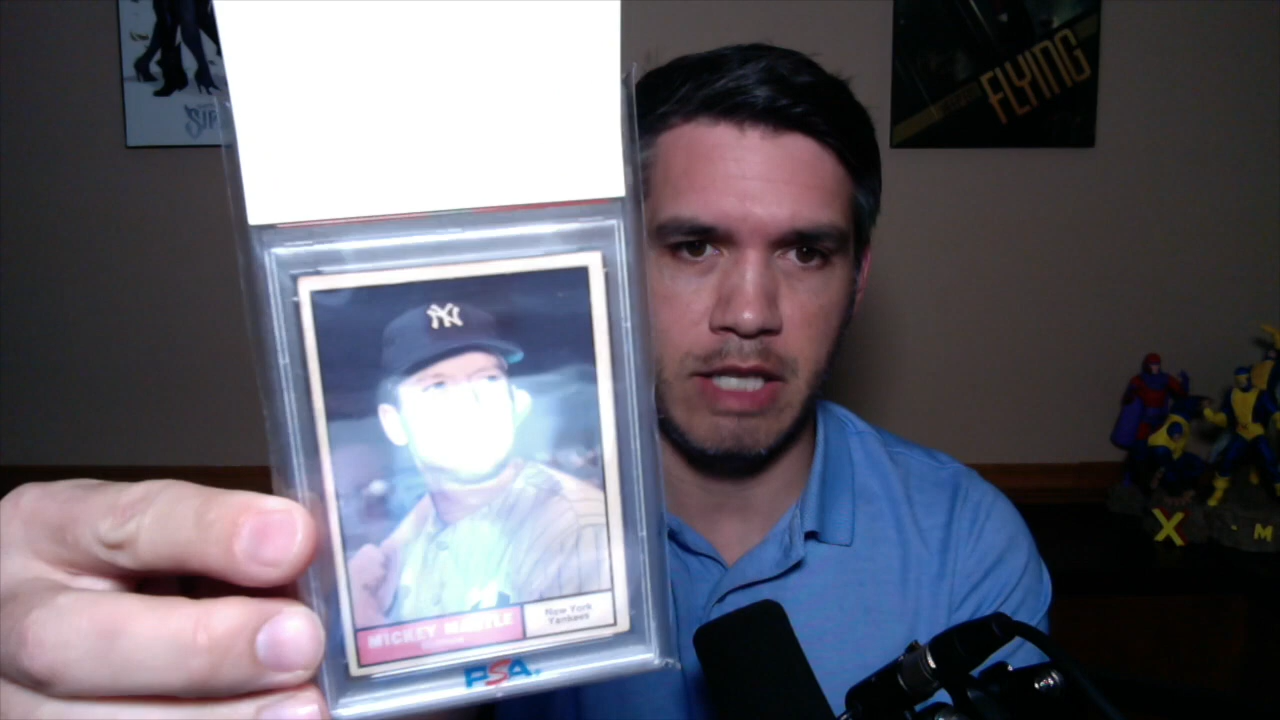 FLYING
NY
MICKEY MANTLE
New York
Yankees
PSA
X M